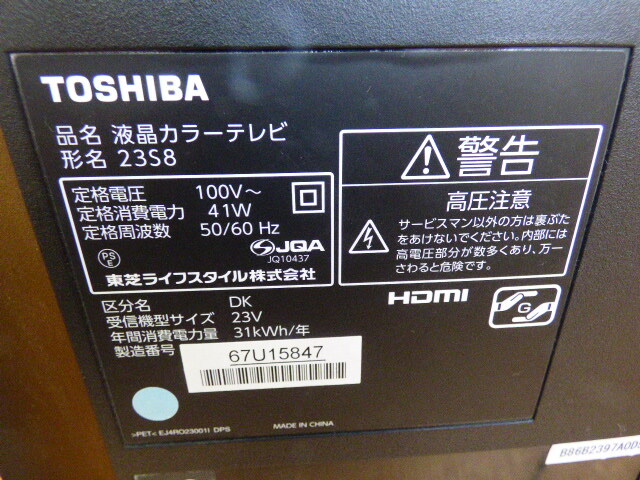 TOSHIBA
品名 液晶カラーテレビ
形名 23S8
定格電圧 100V～
定格消費電力 41W
定格周波数 50/60 Hz
PS
E
JQA
JQ10437
東芝ライフスタイル株式会社
警告
高圧注意
サービスマン以外の方は裏ぶた
をあけないでください。内部には
高電圧部分が数多くあり、万一
さわると危険です。
HDMI
G
区分名 DK
受信機型サイズ 23V
年間消費電力量 31kWh/年
製造番号
67U15847
>PET< EJ4RO230011 DPS
MADE IN CHINA